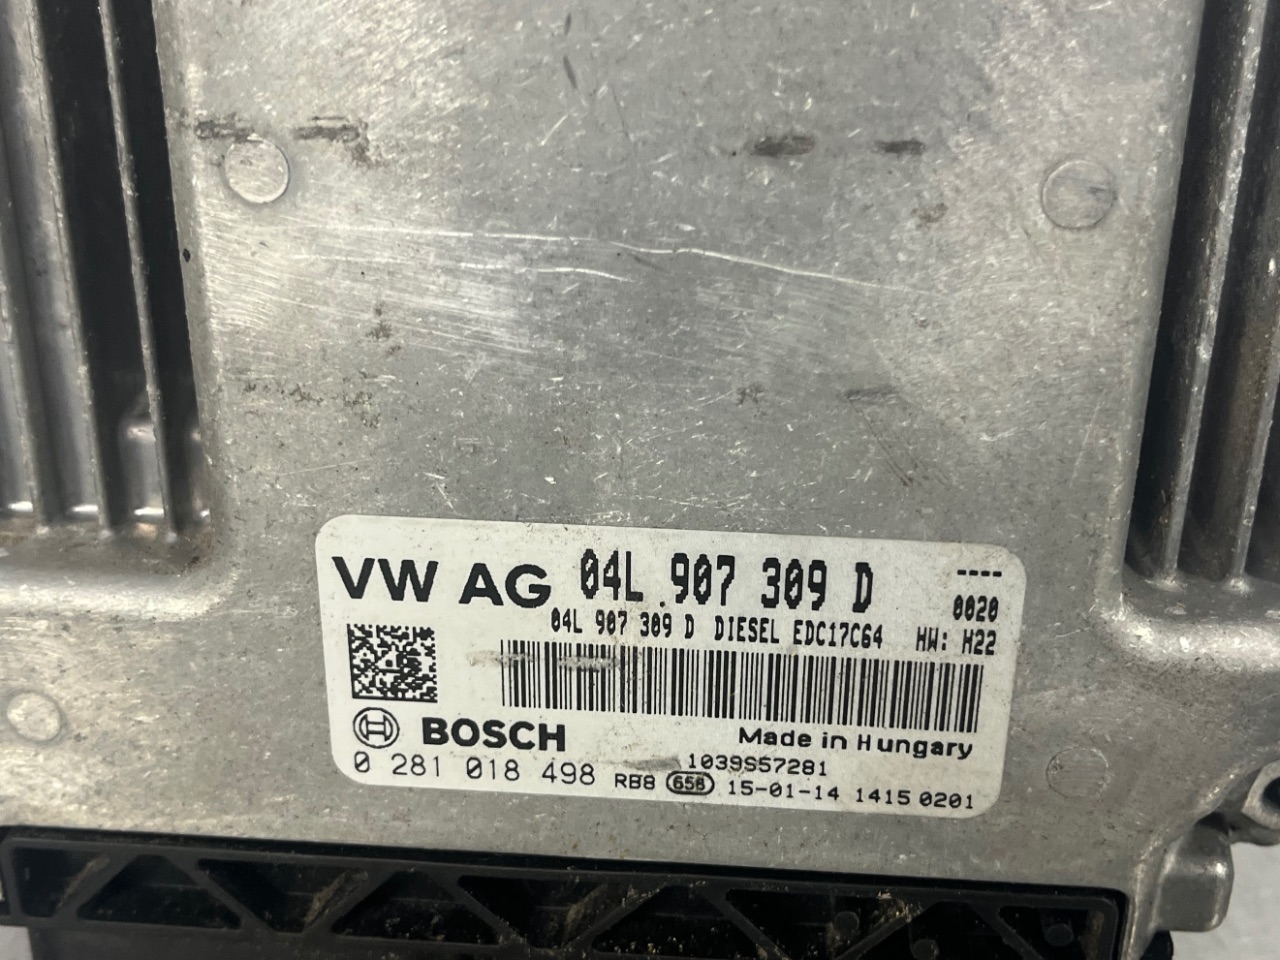 VW AG 04L 907 309 D ----
0020
04L 907 309 D DIESEL EDC17C64 HW: H22
BOSCH Made in Hungary
1039S57281
0 281 018 498 RB8 656 15-01-14 1415 0201